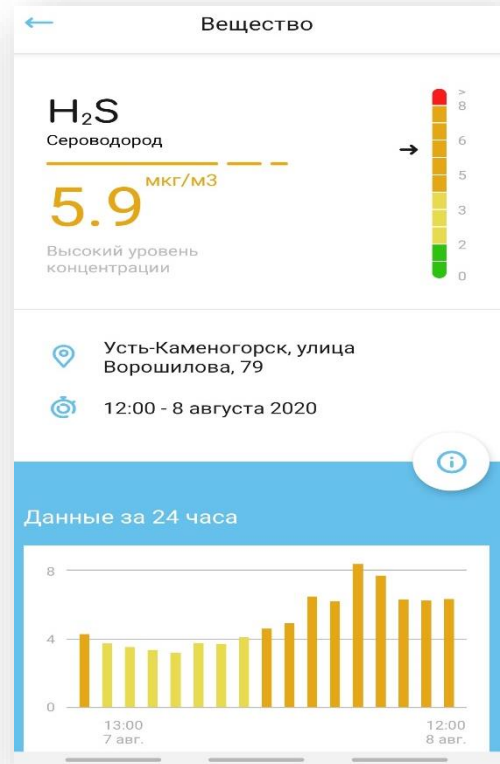 Вещество
H₂S
Сероводород
5.9 мкг/м3
Высокий уровень
концентрации
>
8
6
5
3
2
0
Усть-Каменогорск, улица
Ворошилова, 79
12:00 - 8 августа 2020
i
Данные за 24 часа
8
4
0
13:00 12:00
7 авг. 8 авг.